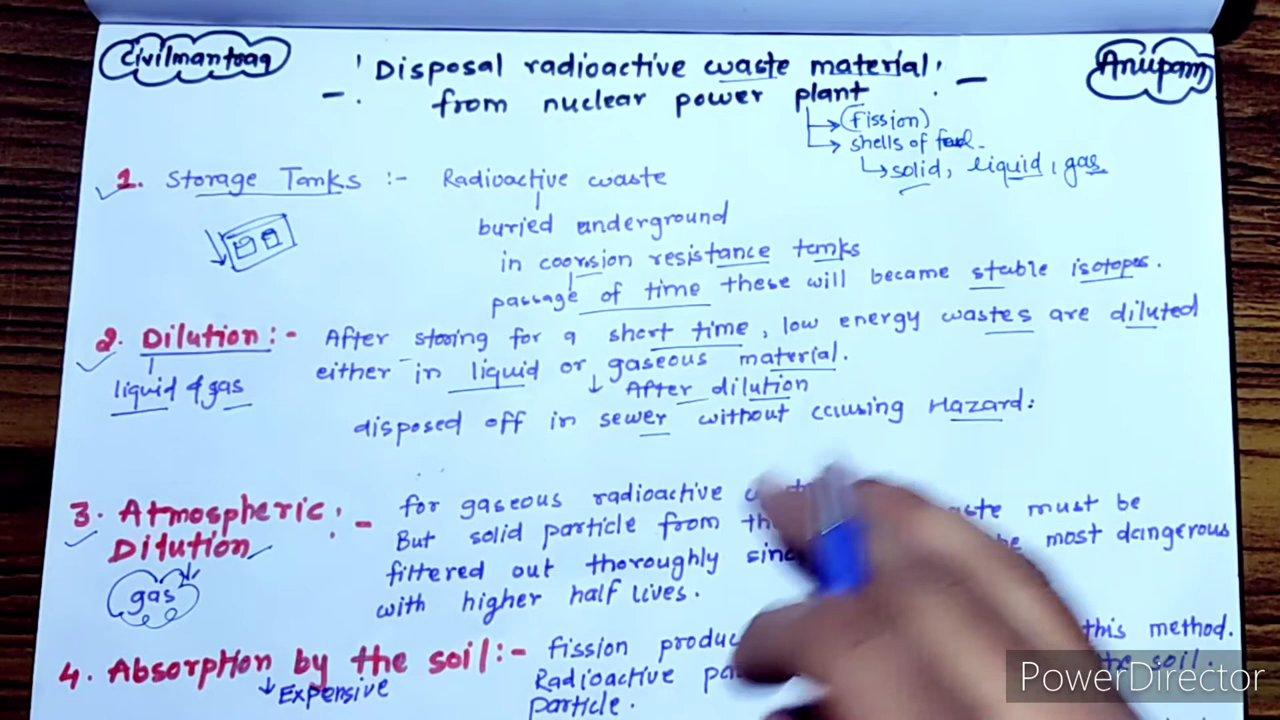 Civilmantraa
' Disposal radioactive waste material '
from nuclear power plant
Anupam
(fission)
shells of fuel
solid, liquid, gas
1. Storage Tanks :- Radioactive waste
buried underground
in coorsion resistance tanks
passage of time these will became stable isotopes.
2. Dilution :- After storing for a short time, low energy wastes are diluted
either in liquid or gaseous material.
liquid & gas
After dilution
disposed off in sewer without causing Hazard.
3. Atmospheric :- for gaseous radioactive
Dilution
But solid particle from must be
filtered out thoroughly most dangerous
with higher half lives.
gas
4. Absorption by the soil :- fission this method.
Expensive
Radioactive soil.
particle.
PowerDirector